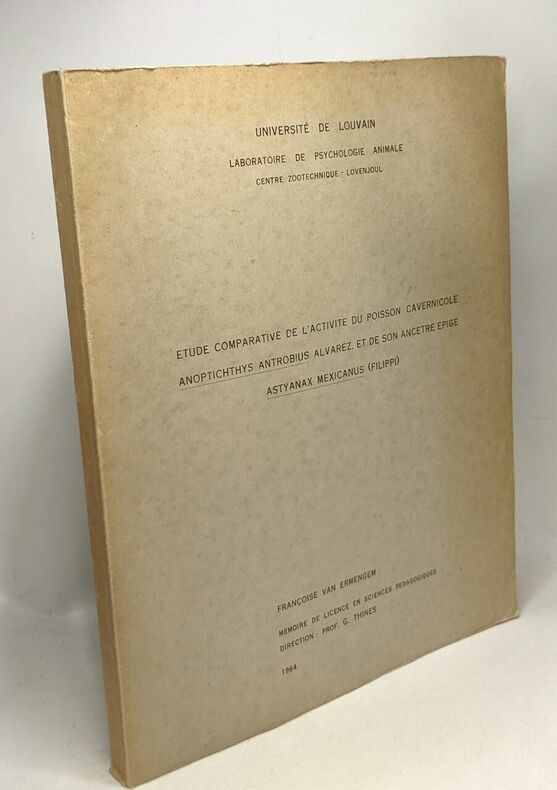 UNIVERSITÉ DE LOUVAIN
LABORATOIRE DE PSYCHOLOGIE ANIMALE
CENTRE ZOOTECHNIQUE - LOVENJOUL
ETUDE COMPARATIVE DE L'ACTIVITE DU POISSON CAVERNICOLE
ANOPTICHTHYS ANTROBIUS ALVAREZ. ET DE SON ANCETRE EPIGE
ASTYANAX MEXICANUS (FILIPPI)
FRANÇOISE VAN ERMENGEM
MEMOIRE DE LICENCE EN SCIENCES PEDAGOGIQUES
DIRECTION : PROF. G. THINES
1964